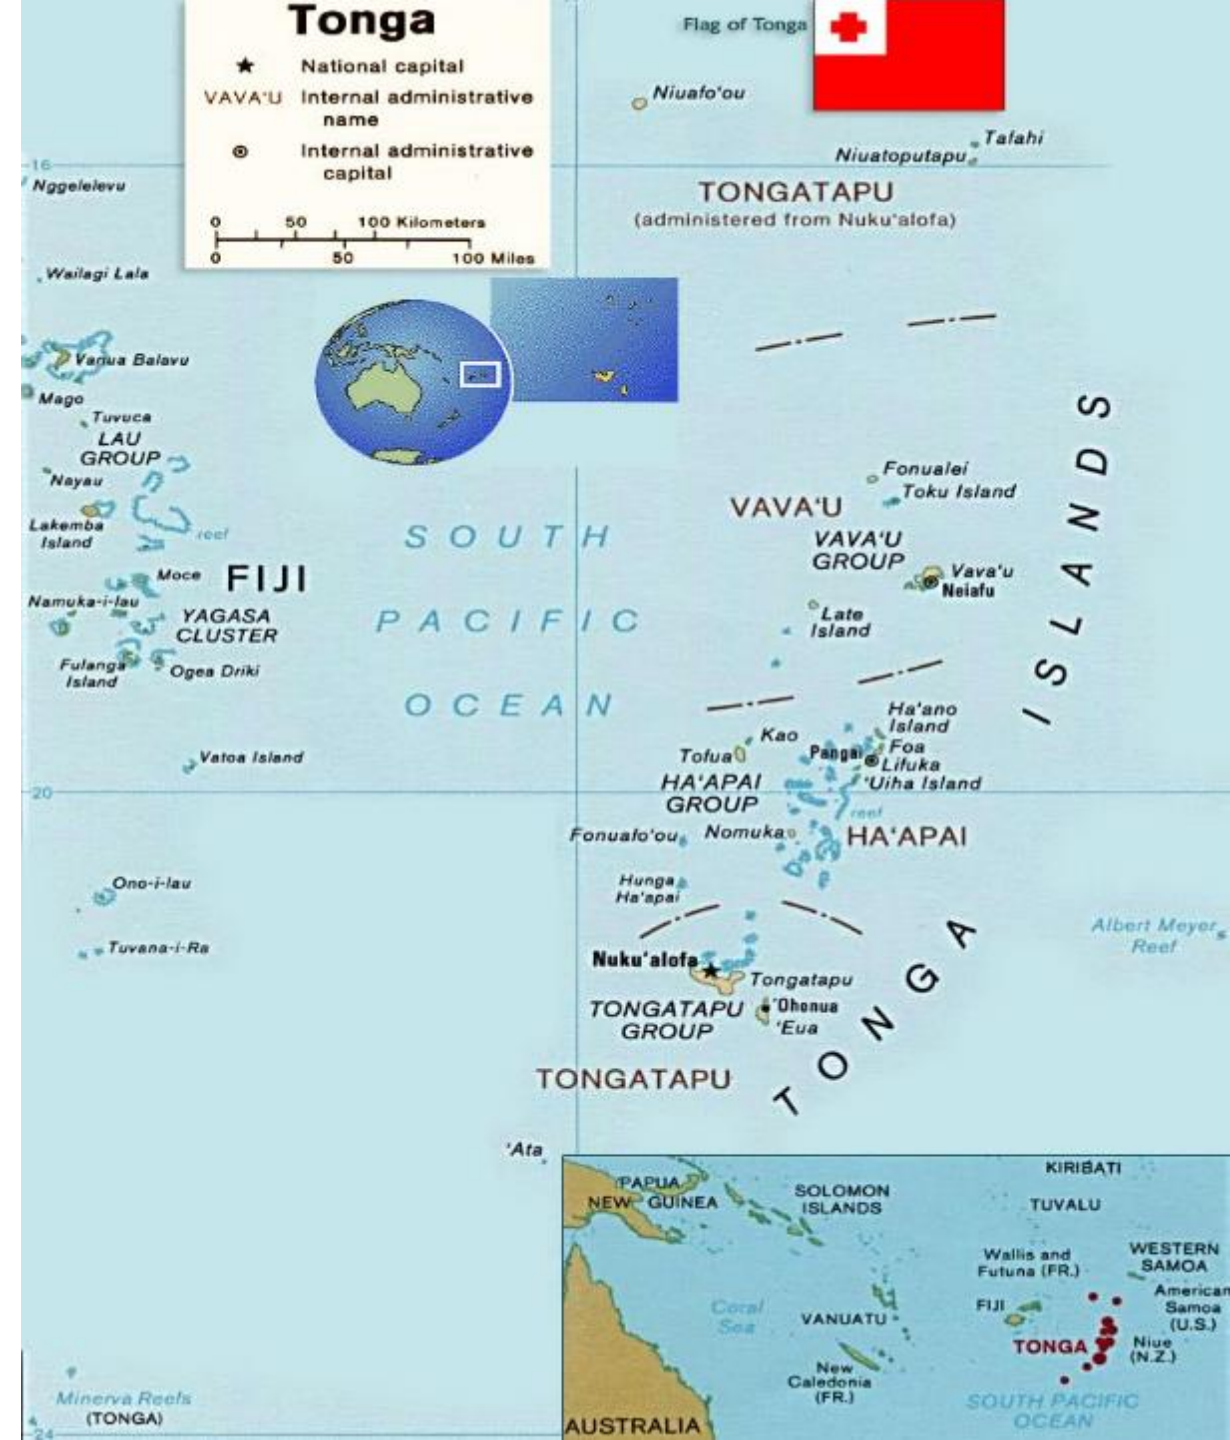 Tonga
National capital
VAVA'U Internal administrative
name
Internal administrative
capital
0 50 100 Kilometers
0 50 100 Miles
Flag of Tonga
Niuafo'ou
Tafahi
Niuatoputapu
16
TONGATAPU
(administered from Nuku'alofa)
Nggelelevu
Wailagi Lala
Vanua Balavu
Mago
Tuvuca
LAU
GROUP
Nayau
Lakemba
Island
reef
Moce
FIJI
Namuka-i-lau
YAGASA
CLUSTER
Fulanga
Island
Ogea Driki
Vatoa Island
SOUTH
PACIFIC
OCEAN
Fonualei
Toku Island
VAVA'U
VAVA'U
GROUP
Vava'u
Neiafu
Late
Island
TONGA ISLANDS
Ha'ano
Island
Kao
Tofua
Pangai
Foa
Lifuka
'Uiha Island
HA'APAI
GROUP
20
reef
Fonuafo'ou
Nomuka
HA'APAI
Hunga
Ha'apai
Ono-i-lau
Tuvana-i-Ra
Albert Meyer
Reef
Nuku'alofa
Tongatapu
TONGATAPU
GROUP
'Ohonua
'Eua
TONGATAPU
'Ata
Minerva Reefs
(TONGA)
24
KIRIBATI
PAPUA
NEW GUINEA
SOLOMON
ISLANDS
TUVALU
Wallis and
Futuna (FR.)
WESTERN
SAMOA
American
Samoa
(U.S.)
FIJI
Coral
Sea
VANUATU
TONGA
Niue
(N.Z.)
New
Caledonia
(FR.)
SOUTH PACIFIC
OCEAN
AUSTRALIA